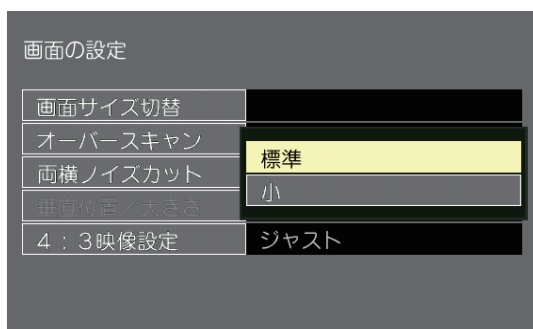 画面の設定
画面サイズ切替
オーバースキャン
標準
両横ノイズカット
小
垂直位置/大きさ
4:3映像設定
ジャスト